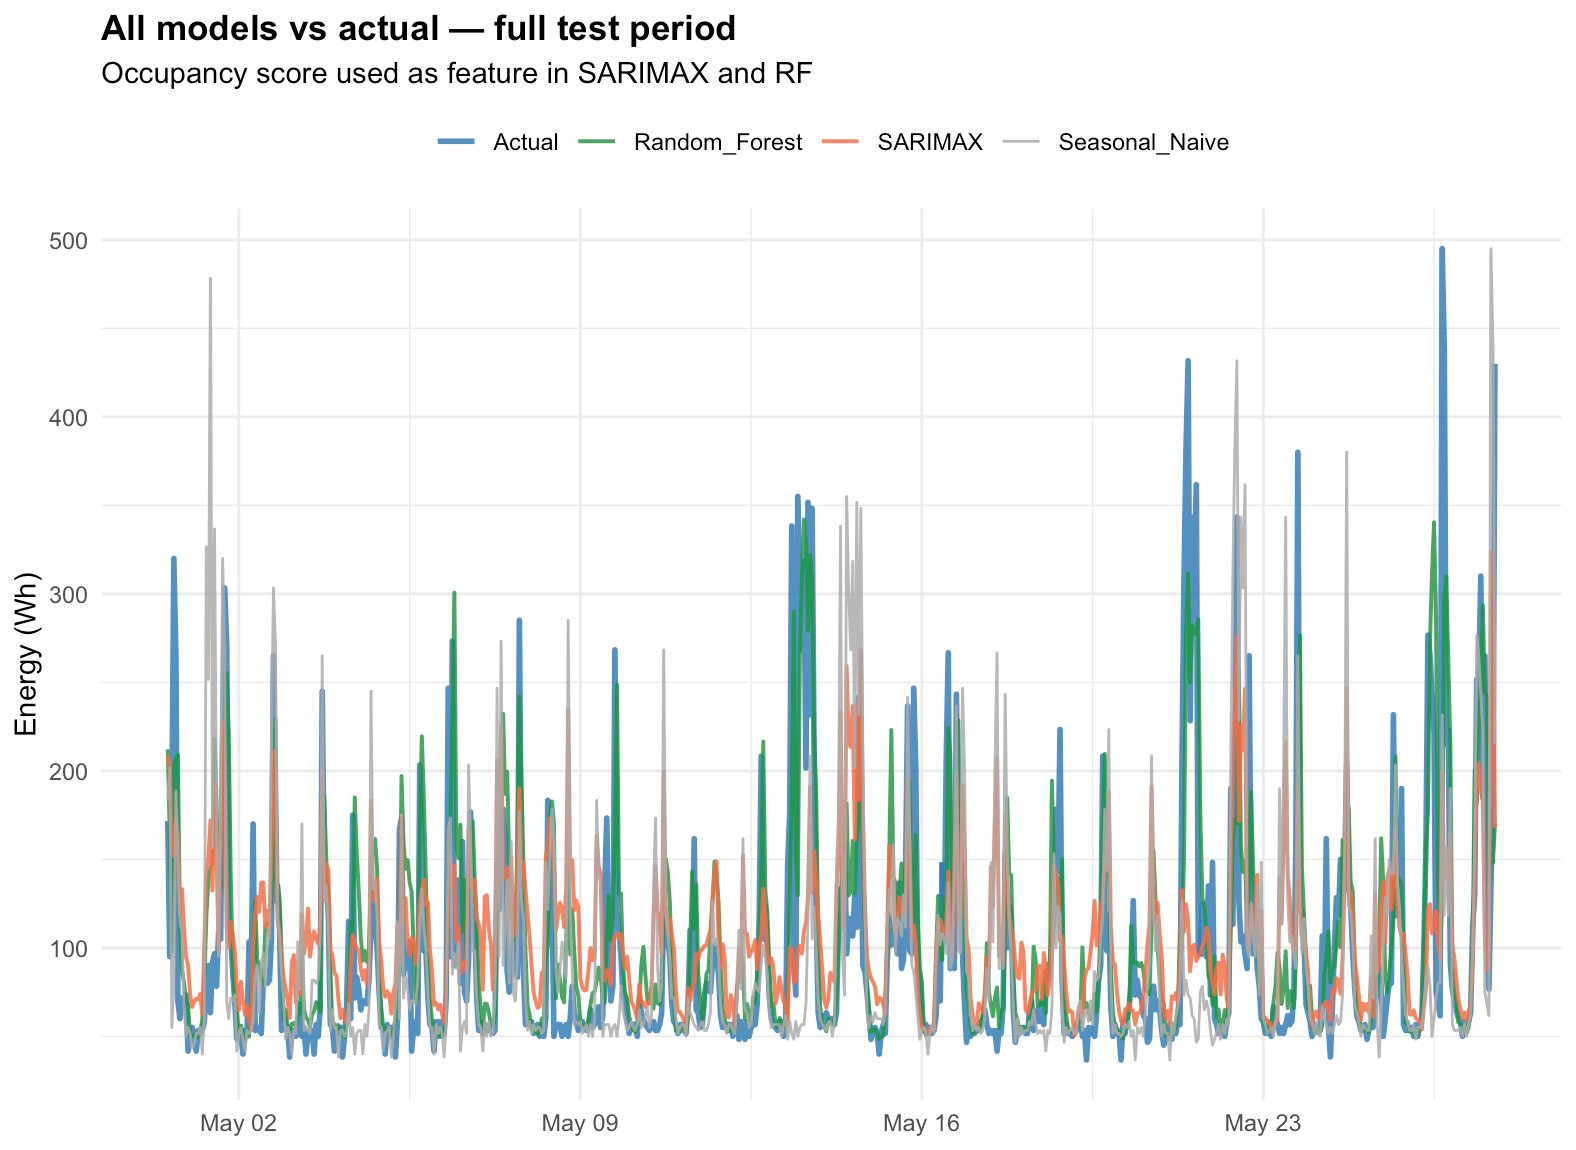 All models vs actual — full test period
Occupancy score used as feature in SARIMAX and RF
Actual Random_Forest SARIMAX Seasonal_Naive
Energy (Wh)
500
400
300
200
100
May 02 May 09 May 16 May 23